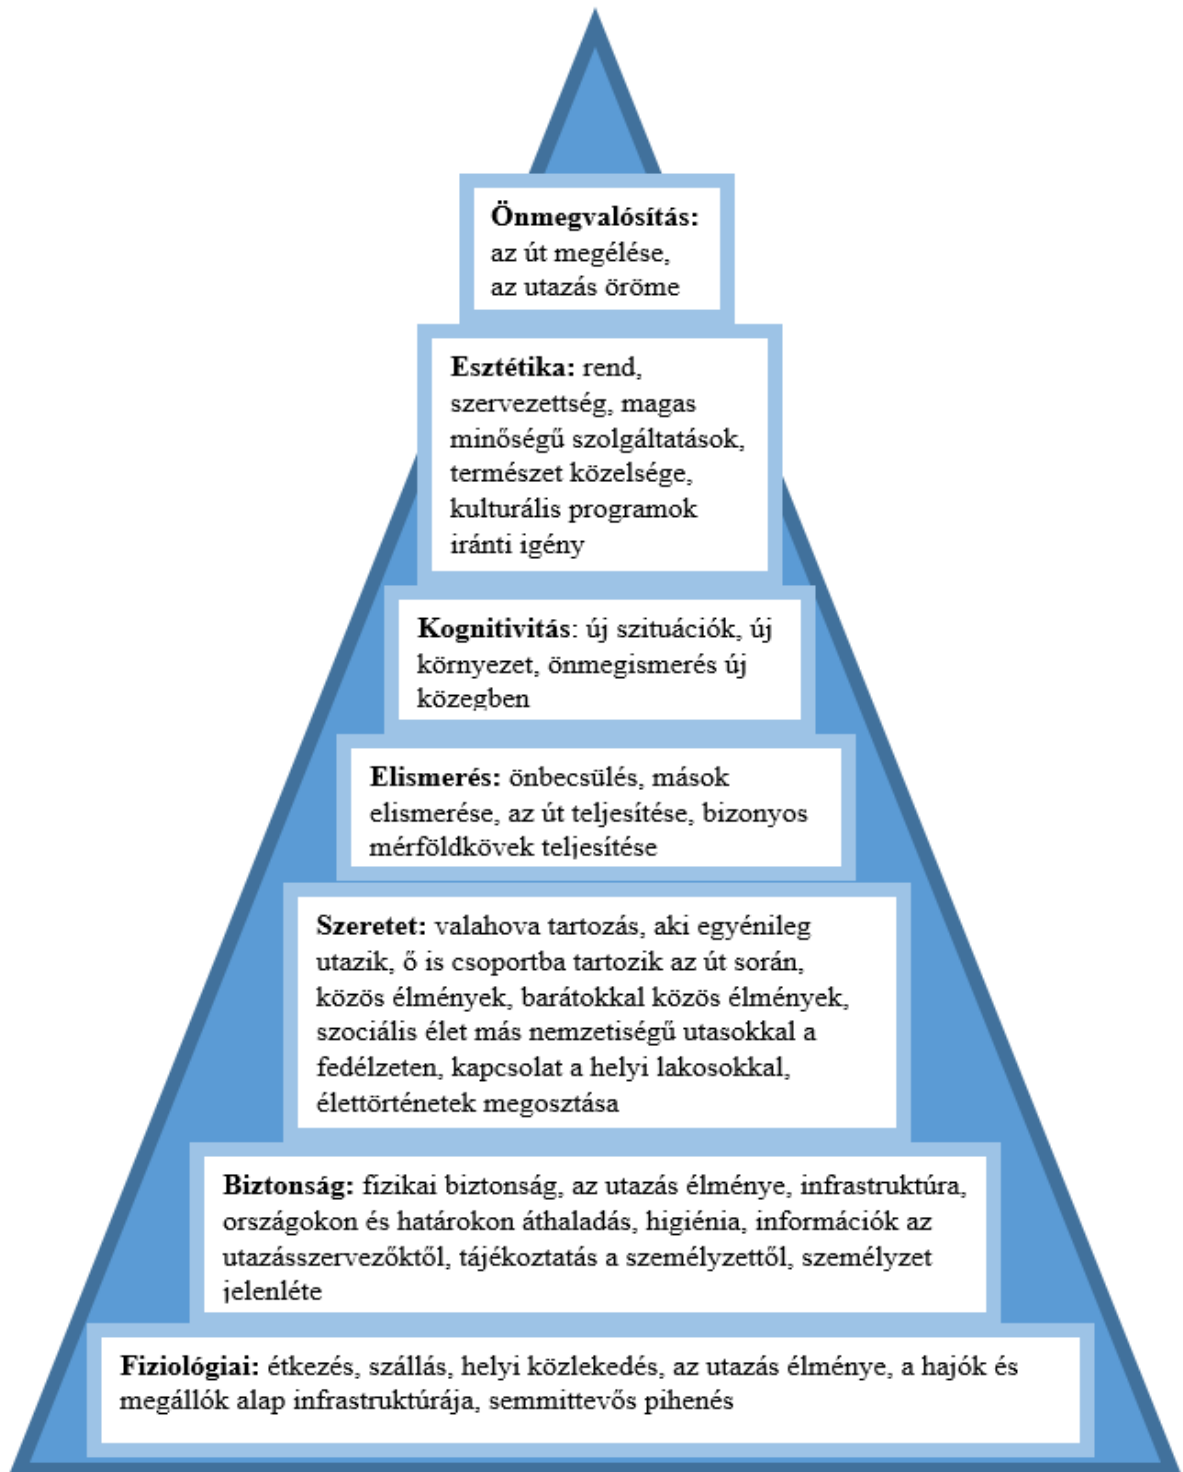 Önmegvalósítás:
az út megélése,
az utazás öröme
Esztétika: rend,
szervezettség, magas
minőségű szolgáltatások,
természet közelsége,
kulturális programok
iránti igény
Kognitivitás: új szituációk, új
környezet, önmegismerés új
közegben
Elismerés: önbecsülés, mások
elismerése, az út teljesítése, bizonyos
mérföldkövek teljesítése
Szeretet: valahova tartozás, aki egyénileg
utazik, ő is csoportba tartozik az út során,
közös élmények, barátokkal közös élmények,
szociális élet más nemzetiségű utasokkal a
fedélzeten, kapcsolat a helyi lakosokkal,
élettörténetek megosztása
Biztonság: fizikai biztonság, az utazás élménye, infrastruktúra,
országokon és határokon áthaladás, higiénia, információk az
utazásszervezőktől, tájékoztatás a személyzettől, személyzet
jelenléte
Fiziológiai: étkezés, szállás, helyi közlekedés, az utazás élménye, a hajók és
megállók alap infrastruktúrája, semmittevős pihenés